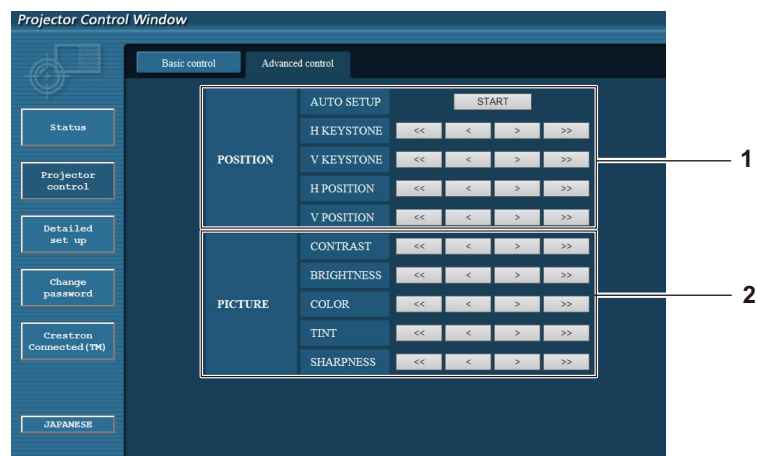 Projector Control Window
Basic control Advanced control
Status
Projector
control
Detailed
set up
Change
password
Crestron
Connected(TM)
JAPANESE
POSITION
AUTO SETUP START
H KEYSTONE << < > >>
V KEYSTONE << < > >>
H POSITION << < > >>
V POSITION << < > >>
PICTURE
CONTRAST << < > >>
BRIGHTNESS << < > >>
COLOR << < > >>
TINT << < > >>
SHARPNESS << < > >>
1
2